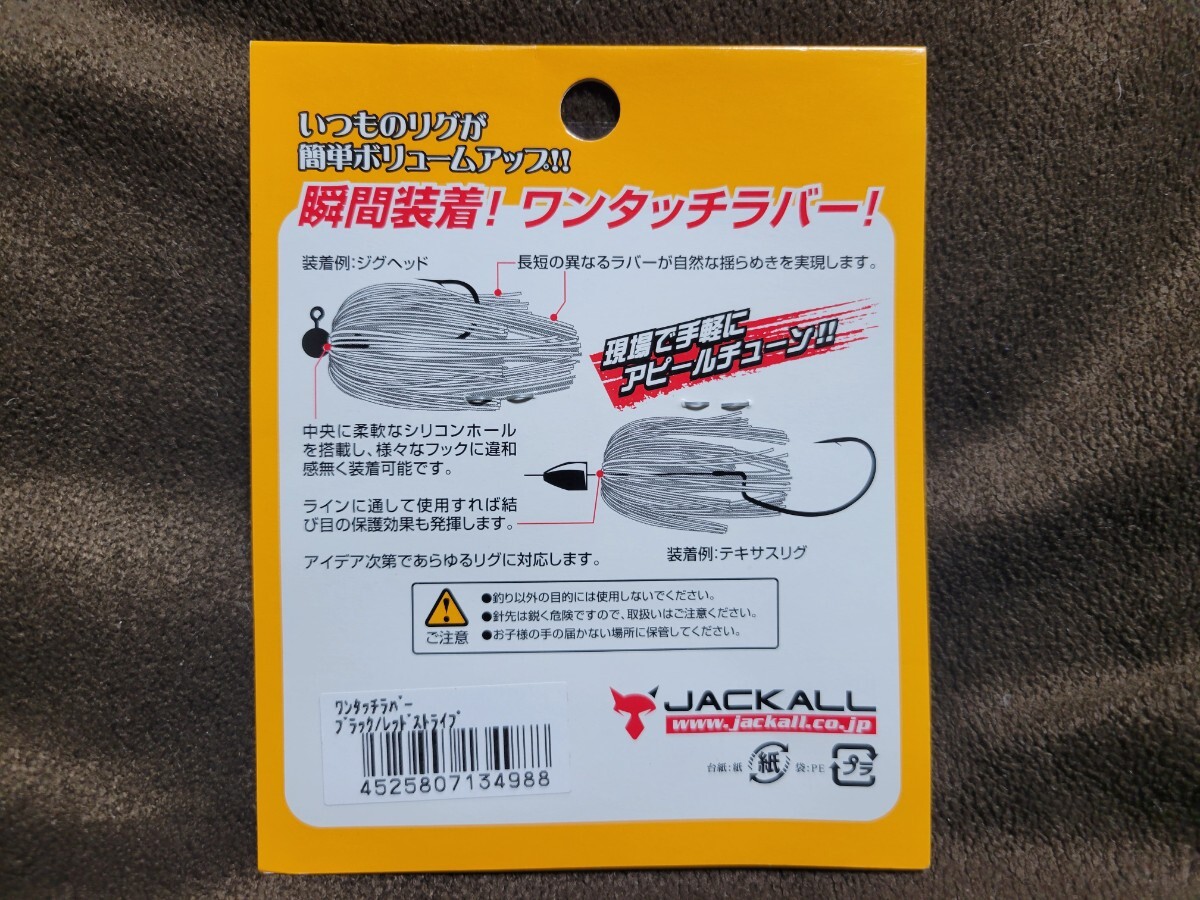 いつものリグが
簡単ボリュームアップ!!
瞬間装着!ワンタッチラバー!
装着例:ジグヘッド
長短の異なるラバーが自然な揺らめきを実現します。
現場で手軽に
アピールチューン!!
中央に柔軟なシリコンホール
を搭載し、様々なフックに違和
感無く装着可能です。
ラインに通して使用すれば結
び目の保護効果も発揮します。
アイデア次第であらゆるリグに対応します。
装着例:テキサスリグ
ご注意
●釣り以外の目的には使用しないでください。
●針先は鋭く危険ですので、取扱いはご注意ください。
●お子様の手の届かない場所に保管してください。
ワンタッチラバー
ブラック/レッドストライプ
4525807134988
JACKALL
www.jackall.co.jp
台紙:紙 紙 袋:PE プラ